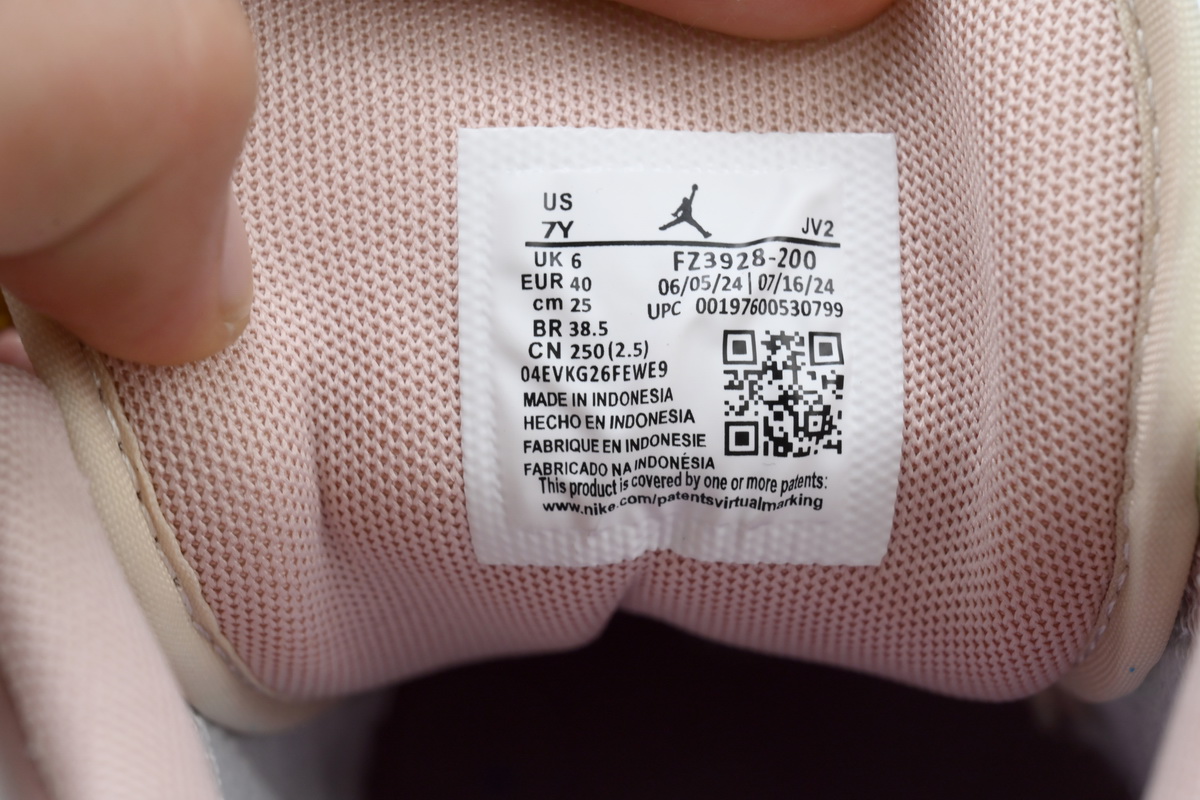 US
7Y JV2
UK 6 FZ3928-200
EUR 40 06/05/24 | 07/16/24
cm 25 UPC 00197600530799
BR 38.5
CN 250(2.5)
04EVKG26FEWE9
MADE IN INDONESIA
HECHO EN INDONESIA
FABRIQUE EN INDONESIE
FABRICADO NA INDONÉSIA
This product is covered by one or more patents:
www.nike.com/patentsvirtualmarking